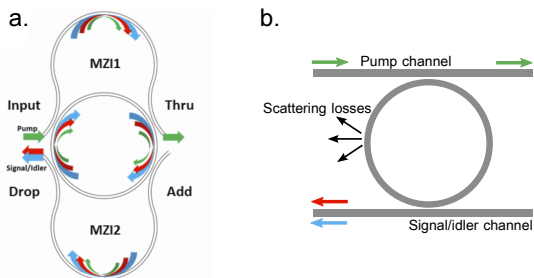 a.
MZI1
Input
Thru
Pump
Signal/Idler
Drop
Add
MZI2
b.
Pump channel
Scattering losses
Signal/idler channel